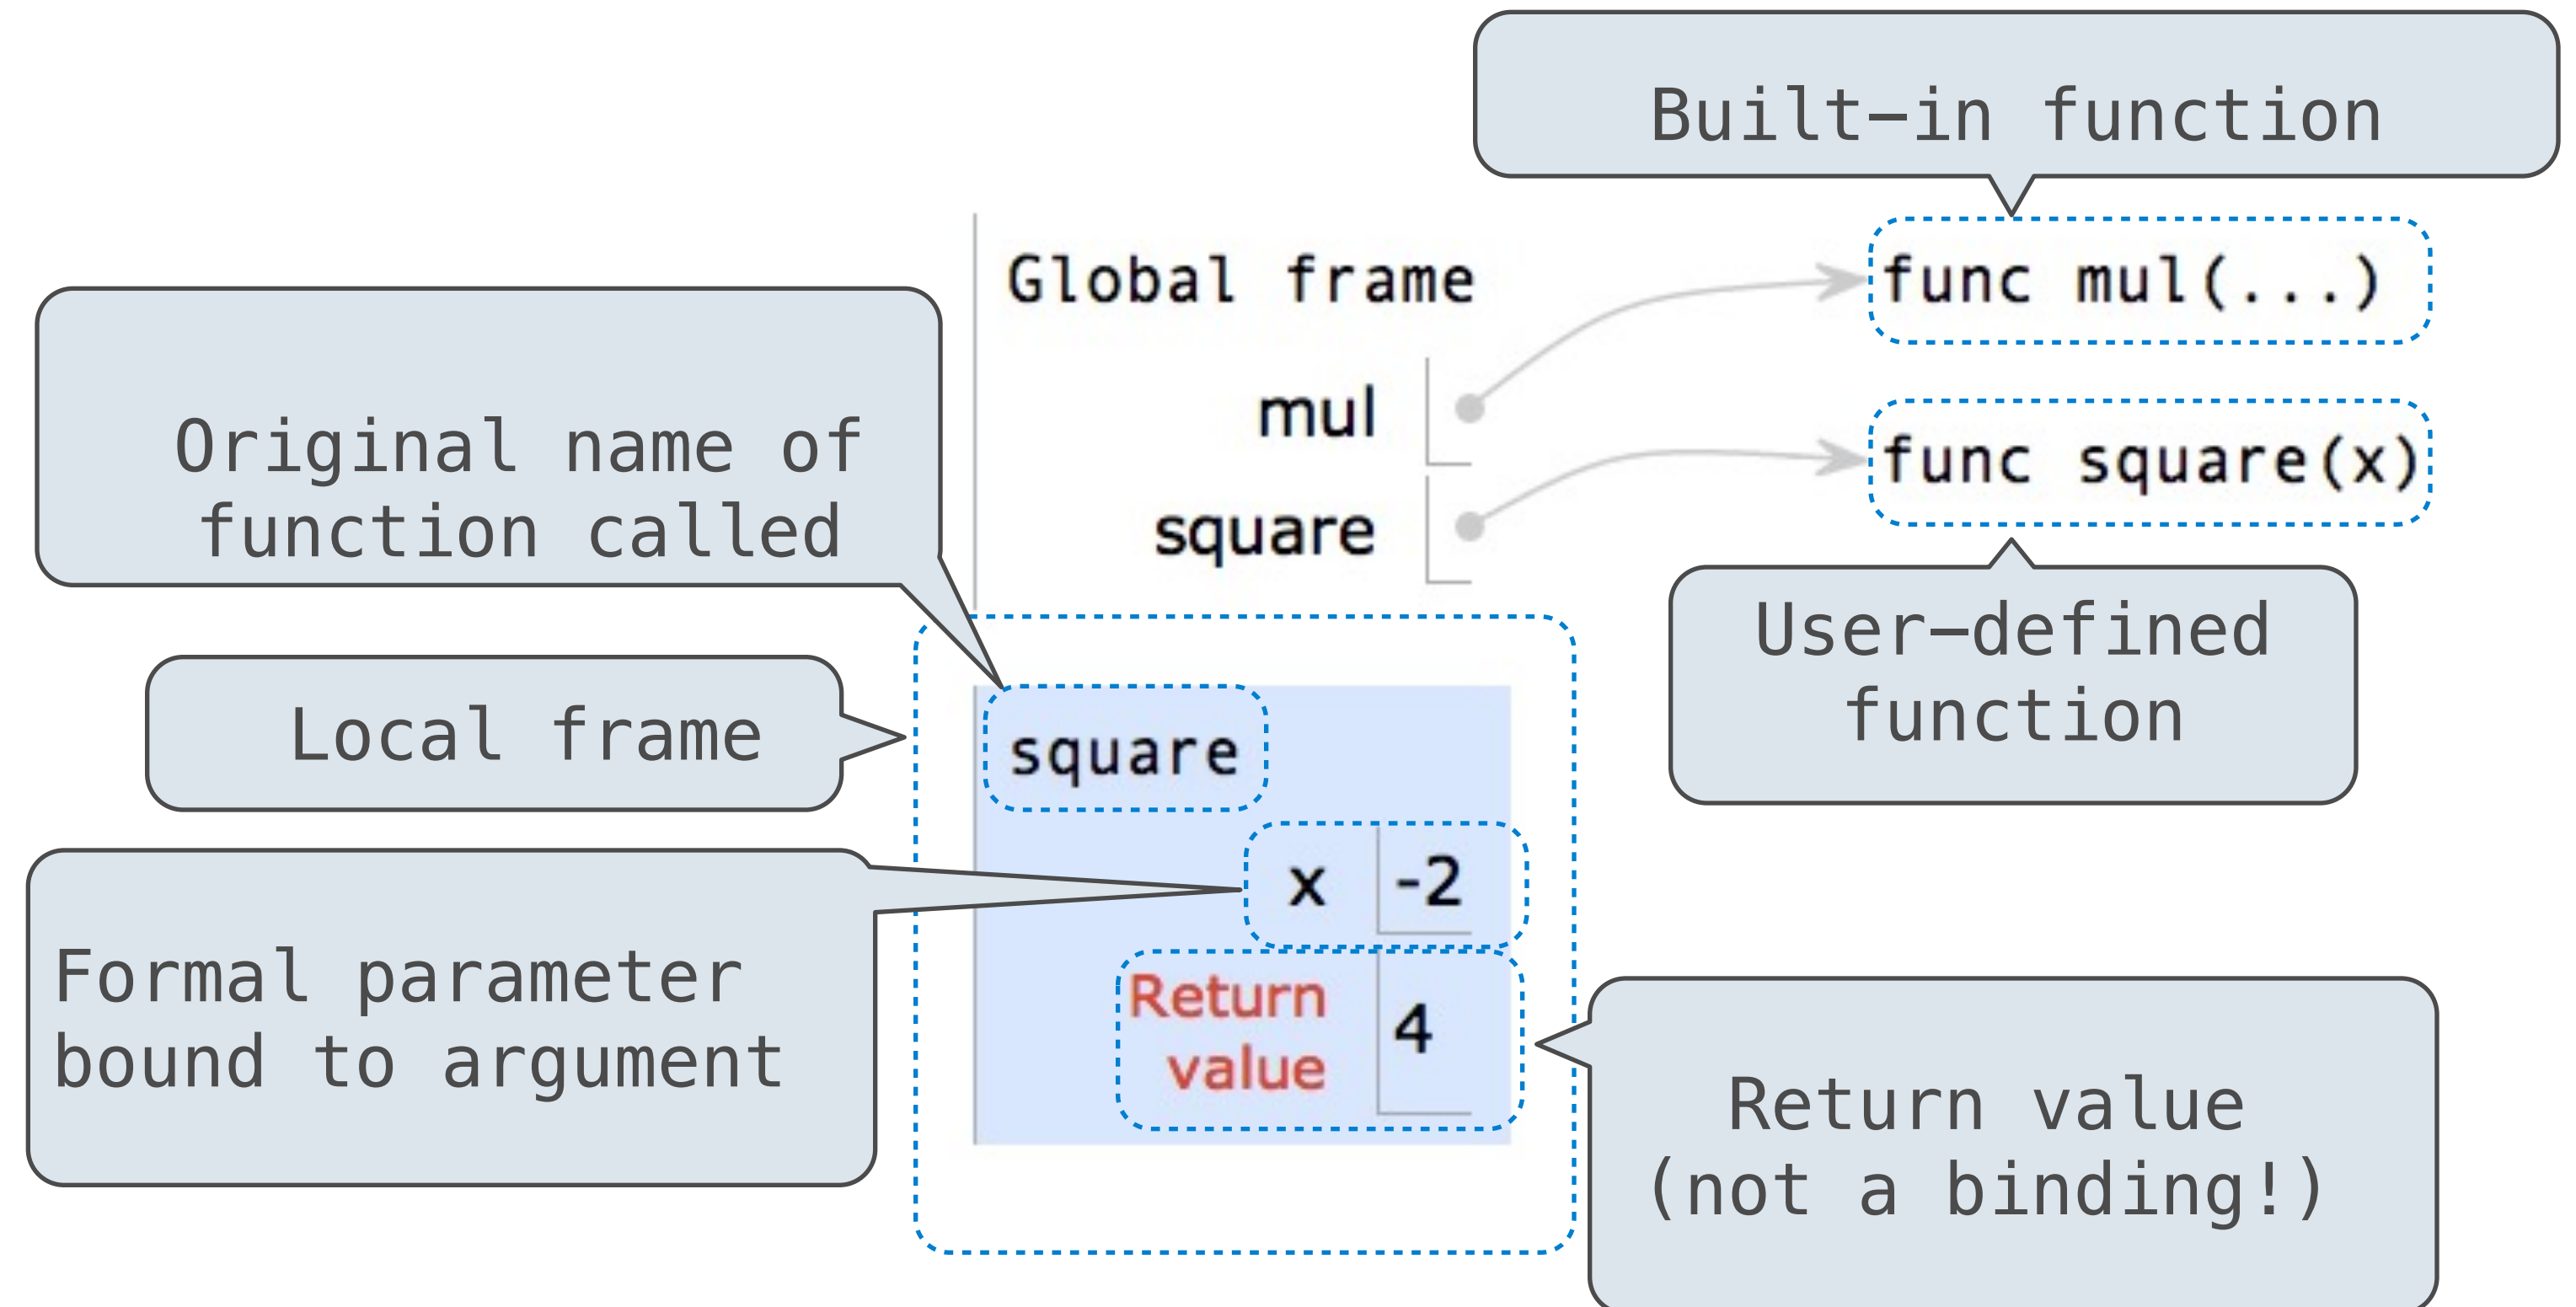 Built-in function
Global frame
func mul(...)
mul
Original name of
function called
func square(x)
square
User-defined
function
Local frame
square
x -2
Formal parameter
bound to argument
Return
value
4
Return value
(not a binding!)